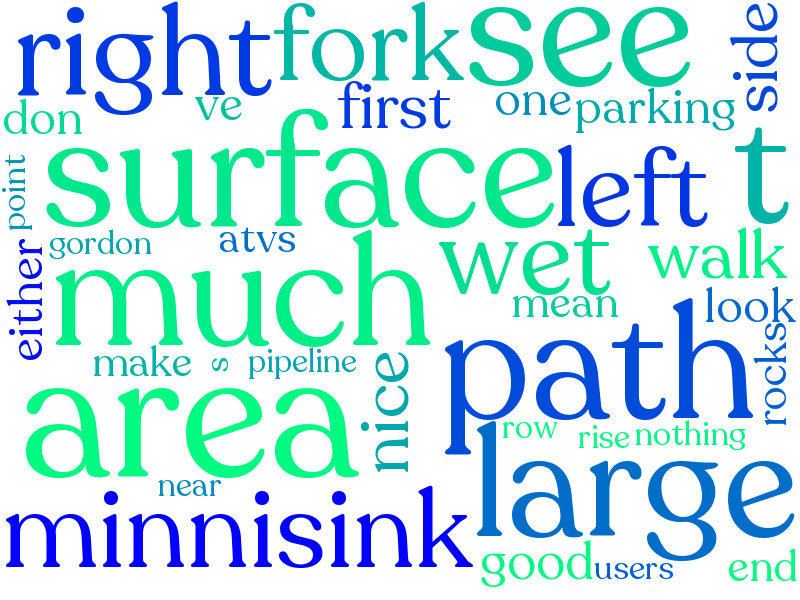 right fork see side
don ve first one parking
surface left t
point
gordon atvs wet walk
either much mean look
make s pipeline nice path rocks
area row rise nothing
near large
minnisink good users end